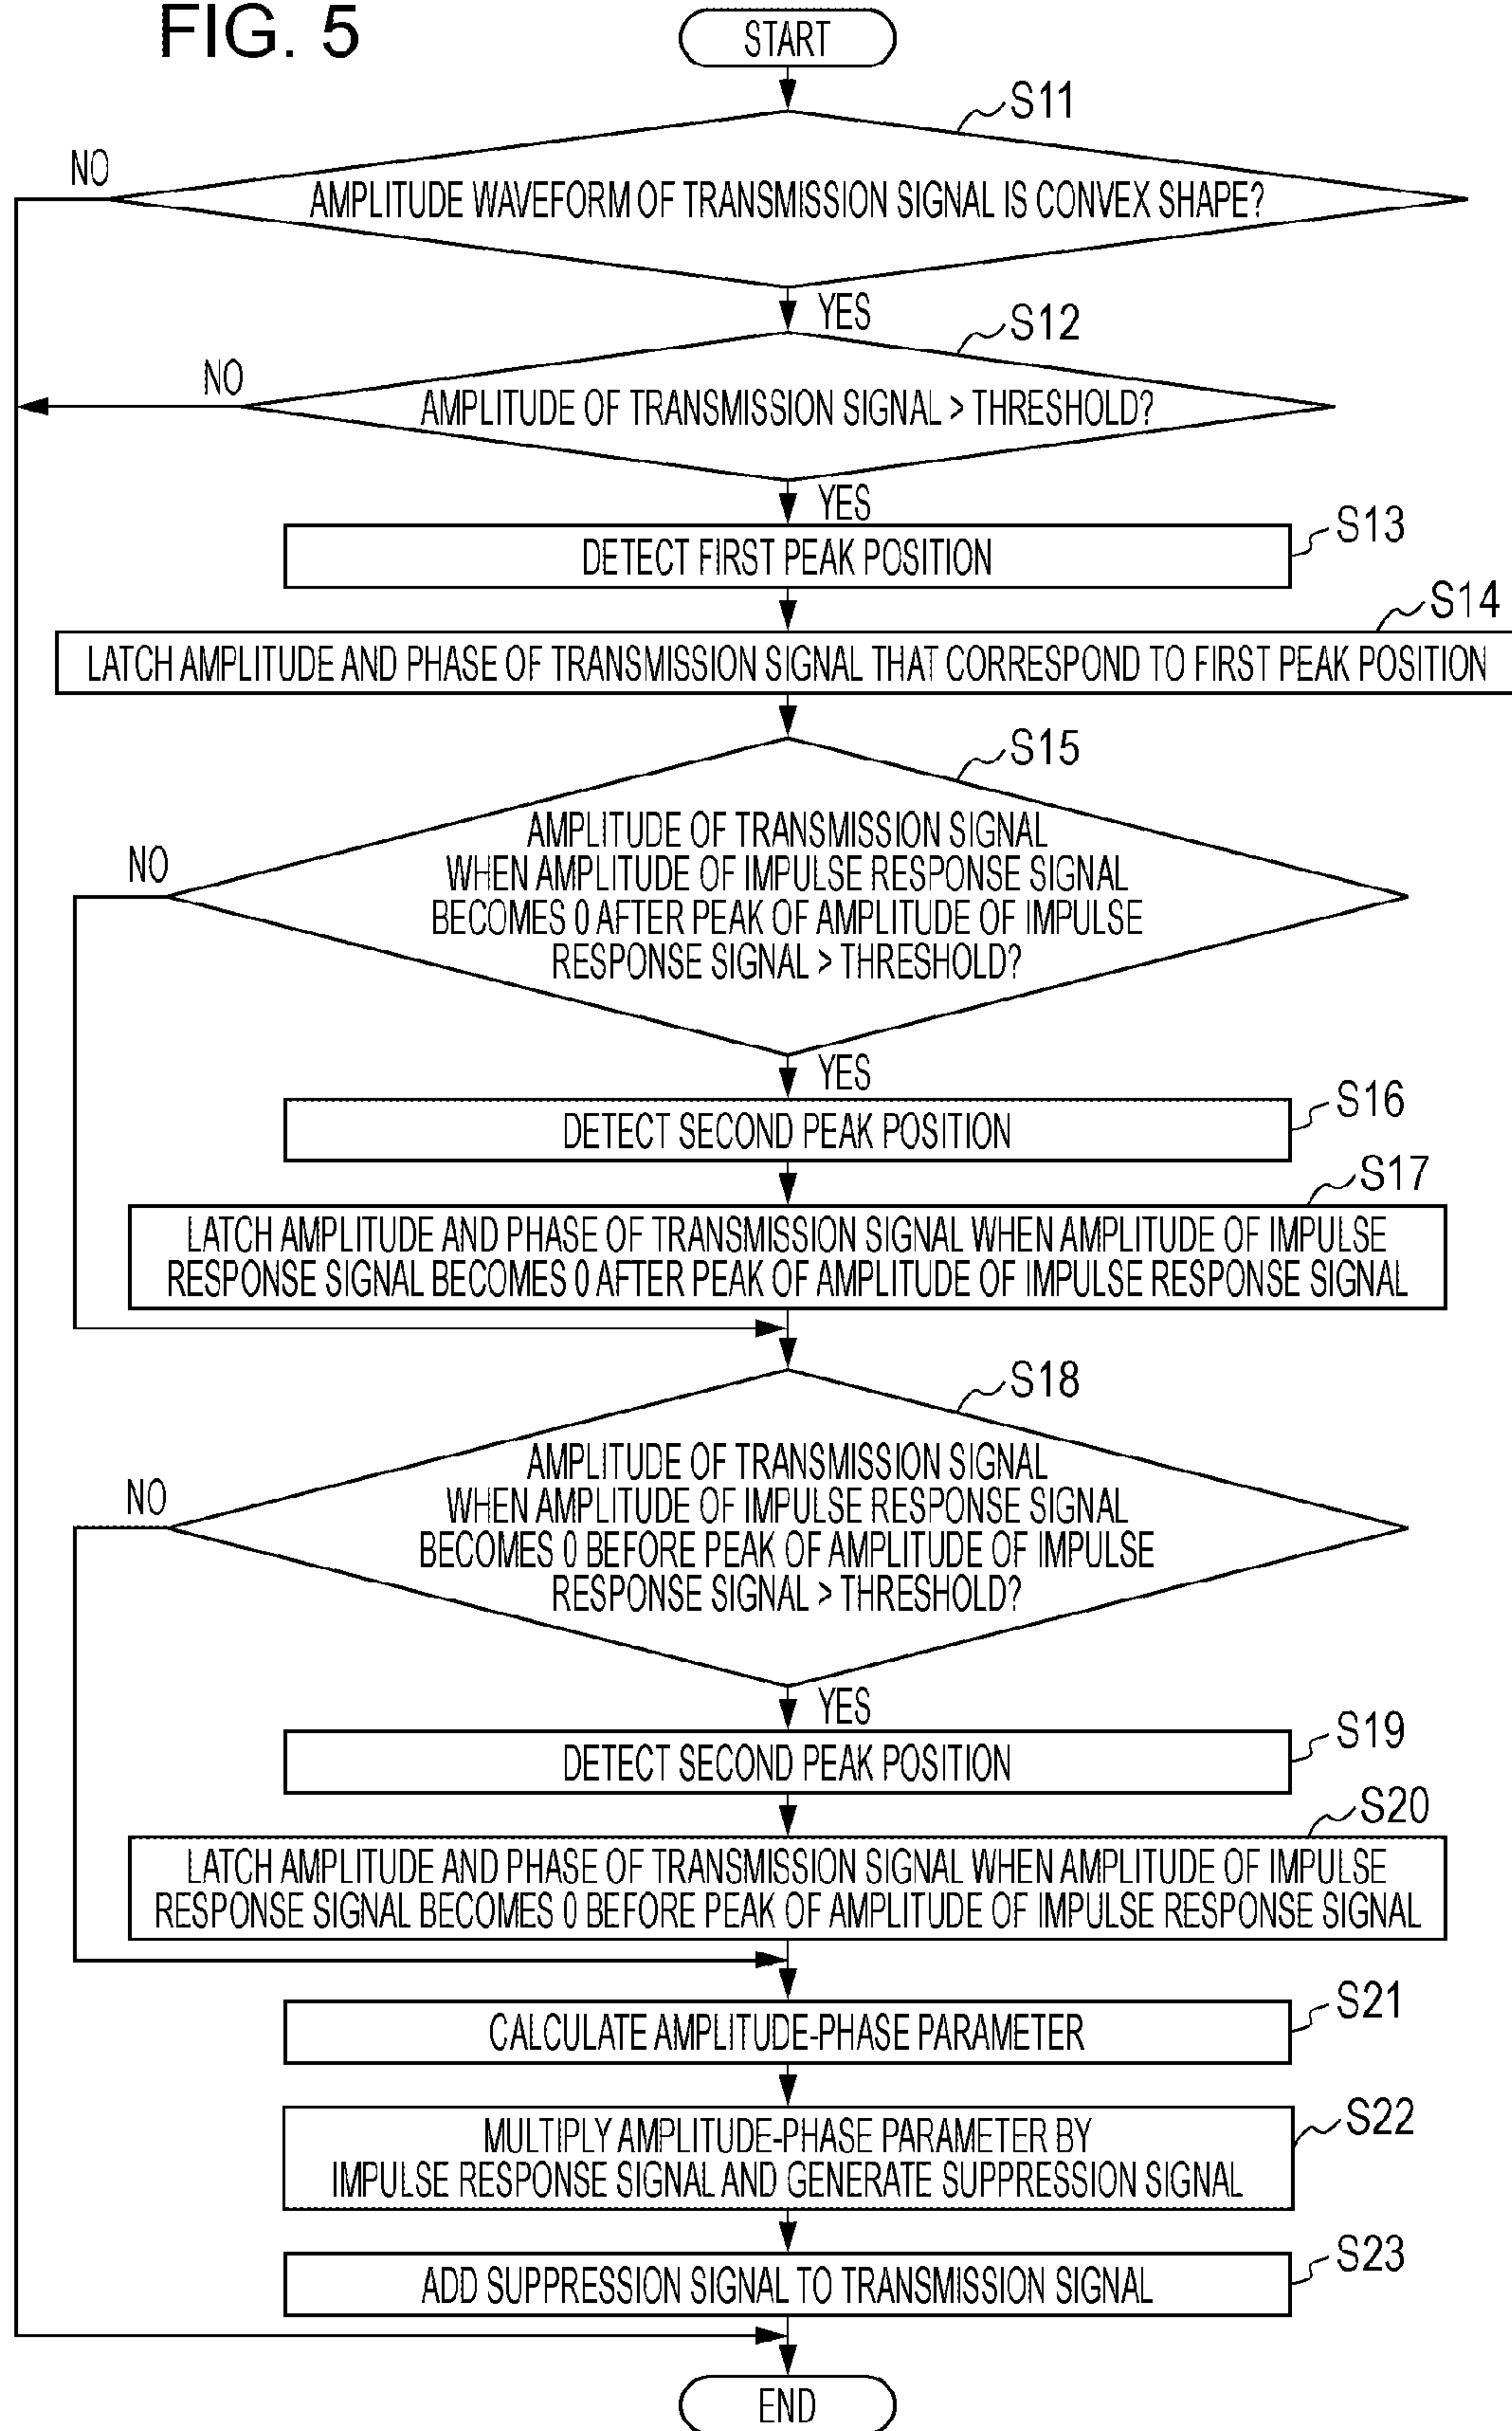 FIG. 5
START
S11
NO
AMPLITUDE WAVEFORM OF TRANSMISSION SIGNAL IS CONVEX SHAPE?
YES
S12
NO
AMPLITUDE OF TRANSMISSION SIGNAL > THRESHOLD?
YES
S13
DETECT FIRST PEAK POSITION
S14
LATCH AMPLITUDE AND PHASE OF TRANSMISSION SIGNAL THAT CORRESPOND TO FIRST PEAK POSITION
S15
NO
AMPLITUDE OF TRANSMISSION SIGNAL
WHEN AMPLITUDE OF IMPULSE RESPONSE SIGNAL
BECOMES 0 AFTER PEAK OF AMPLITUDE OF IMPULSE
RESPONSE SIGNAL > THRESHOLD?
YES
S16
DETECT SECOND PEAK POSITION
S17
LATCH AMPLITUDE AND PHASE OF TRANSMISSION SIGNAL WHEN AMPLITUDE OF IMPULSE
RESPONSE SIGNAL BECOMES 0 AFTER PEAK OF AMPLITUDE OF IMPULSE RESPONSE SIGNAL
S18
NO
AMPLITUDE OF TRANSMISSION SIGNAL
WHEN AMPLITUDE OF IMPULSE RESPONSE SIGNAL
BECOMES 0 BEFORE PEAK OF AMPLITUDE OF IMPULSE
RESPONSE SIGNAL > THRESHOLD?
YES
S19
DETECT SECOND PEAK POSITION
S20
LATCH AMPLITUDE AND PHASE OF TRANSMISSION SIGNAL WHEN AMPLITUDE OF IMPULSE
RESPONSE SIGNAL BECOMES 0 BEFORE PEAK OF AMPLITUDE OF IMPULSE RESPONSE SIGNAL
S21
CALCULATE AMPLITUDE-PHASE PARAMETER
S22
MULTIPLY AMPLITUDE-PHASE PARAMETER BY
IMPULSE RESPONSE SIGNAL AND GENERATE SUPPRESSION SIGNAL
S23
ADD SUPPRESSION SIGNAL TO TRANSMISSION SIGNAL
END